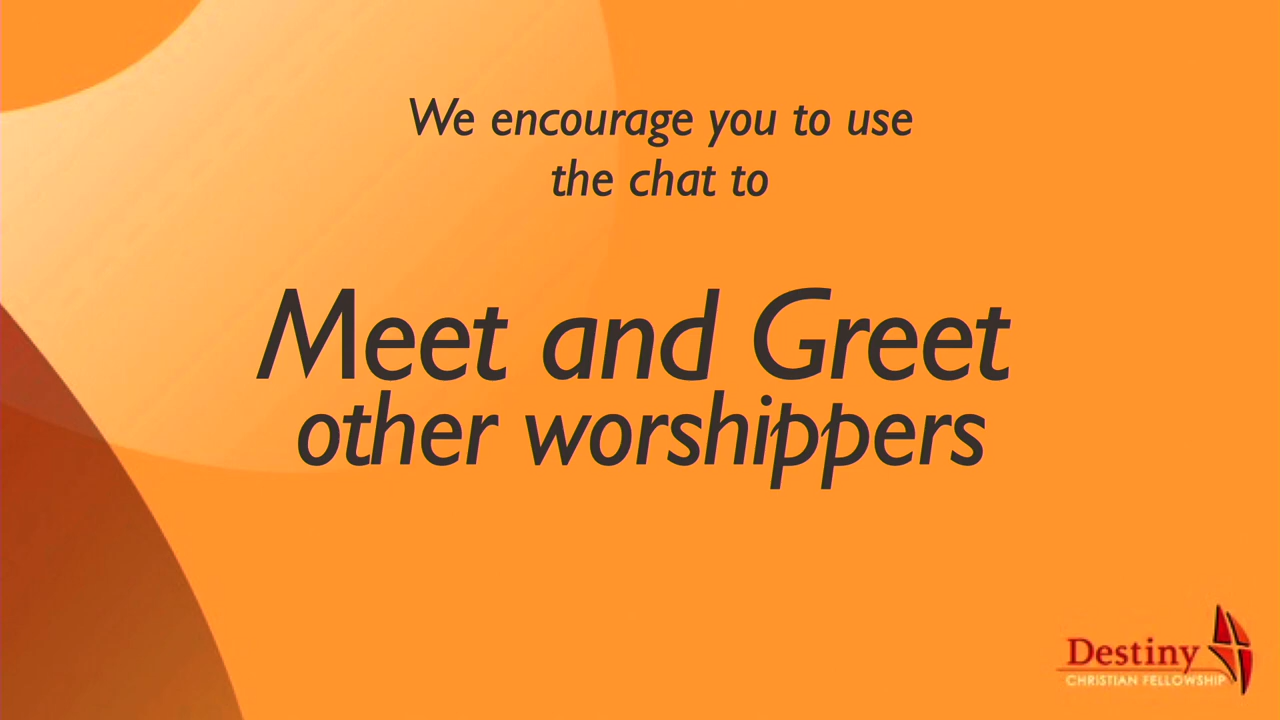 We encourage you to use
the chat to
Meet and Greet
other worshippers
Destiny
CHRISTIAN FELLOWSHIP